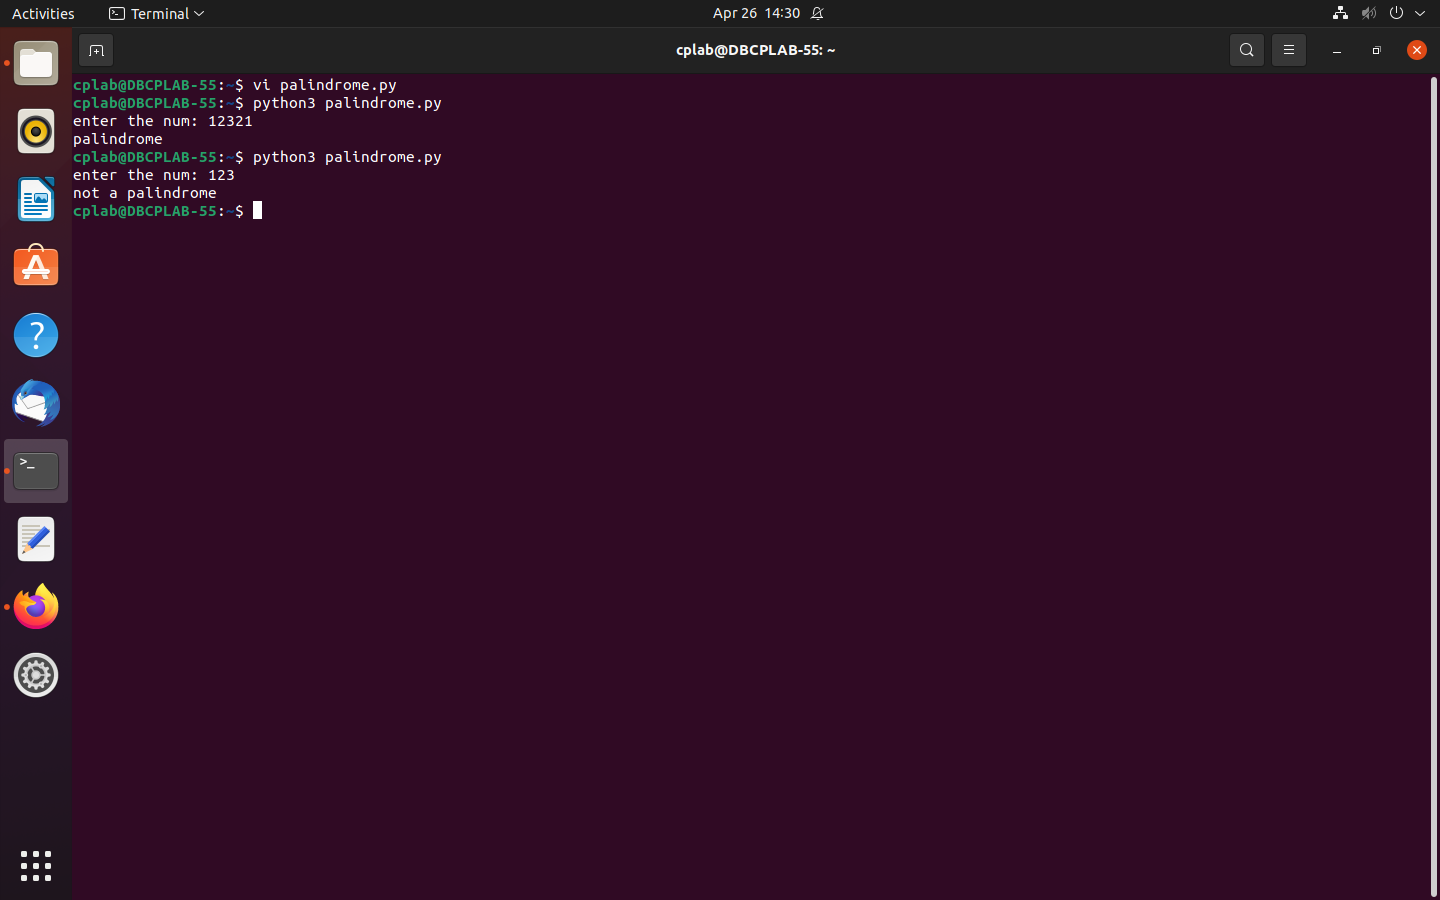 Activities
Terminal
Apr 26 14:30
cplab@DBCPLAB-55: ~
cplab@DBCPLAB-55:~$ vi palindrome.py
cplab@DBCPLAB-55:~$ python3 palindrome.py
enter the num: 12321
palindrome
cplab@DBCPLAB-55:~$ python3 palindrome.py
enter the num: 123
not a palindrome
cplab@DBCPLAB-55:~$